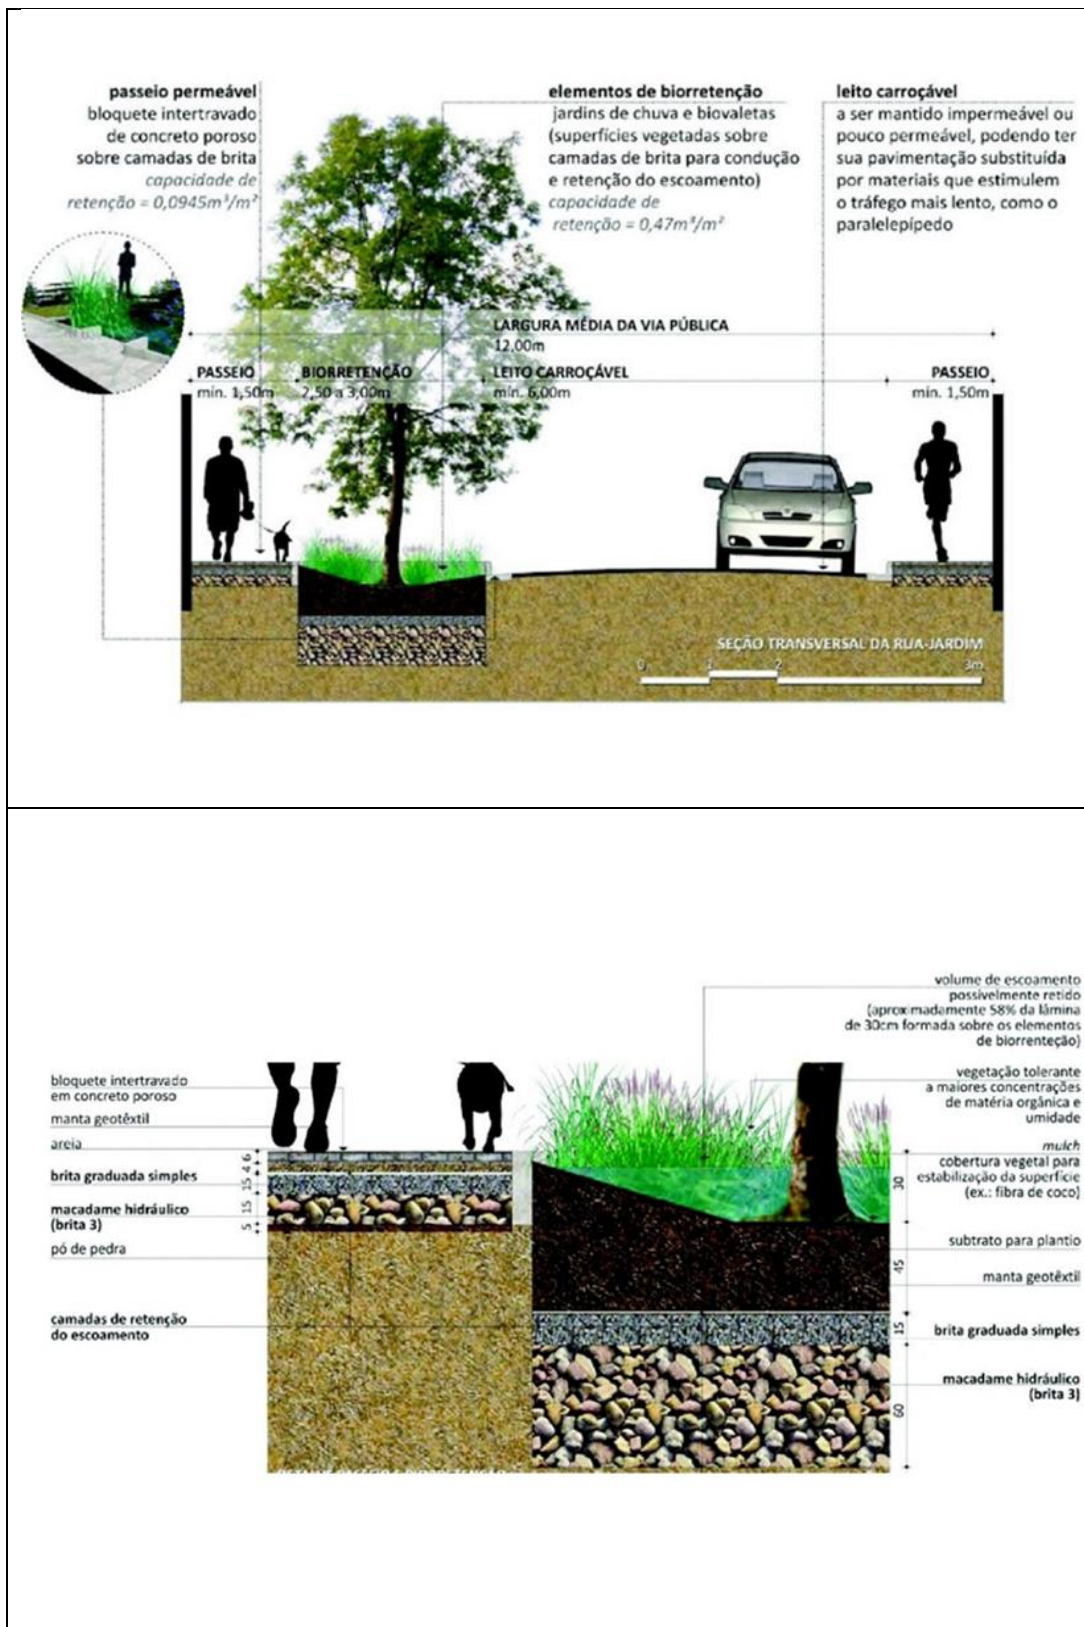 passeio permeável
bloquete intertravado
de concreto poroso
sobre camadas de brita
capacidade de
retenção = 0,0945m³/m²
elementos de biorretenção
jardins de chuva e biovaletas
(superfícies vegetadas sobre
camadas de brita para condução
e retenção do escoamento)
capacidade de
retenção = 0,47m³/m²
leito carroçável
a ser mantido impermeável ou
pouco permeável, podendo ter
sua pavimentação substituída
por materiais que estimulem
o tráfego mais lento, como o
paralelepípedo
LARGURA MÉDIA DA VIA PÚBLICA
12,00m
PASSEIO
mín. 1,50m
BIORRETENÇÃO
2,50 a 3,00m
LEITO CARROÇÁVEL
mín. 6,00m
PASSEIO
mín. 1,50m
SEÇÃO TRANSVERSAL DA RUA-JARDIM
0 1 2 3m
volume de escoamento
possivelmente retido
(aproximadamente 58% da lâmina
de 30cm formada sobre os elementos
de biorrenteção)
vegetação tolerante
a maiores concentrações
de matéria orgânica e
umidade
mulch
cobertura vegetal para
estabilização da superfície
(ex.: fibra de coco)
subtrato para plantio
manta geotêxtil
brita graduada simples
macadame hidráulico
(brita 3)
30
45
15
60
bloquete intertravado
em concreto poroso
manta geotêxtil
areia
brita graduada simples
macadame hidráulico
(brita 3)
pó de pedra
camadas de retenção
do escoamento
6
4
15
15
5